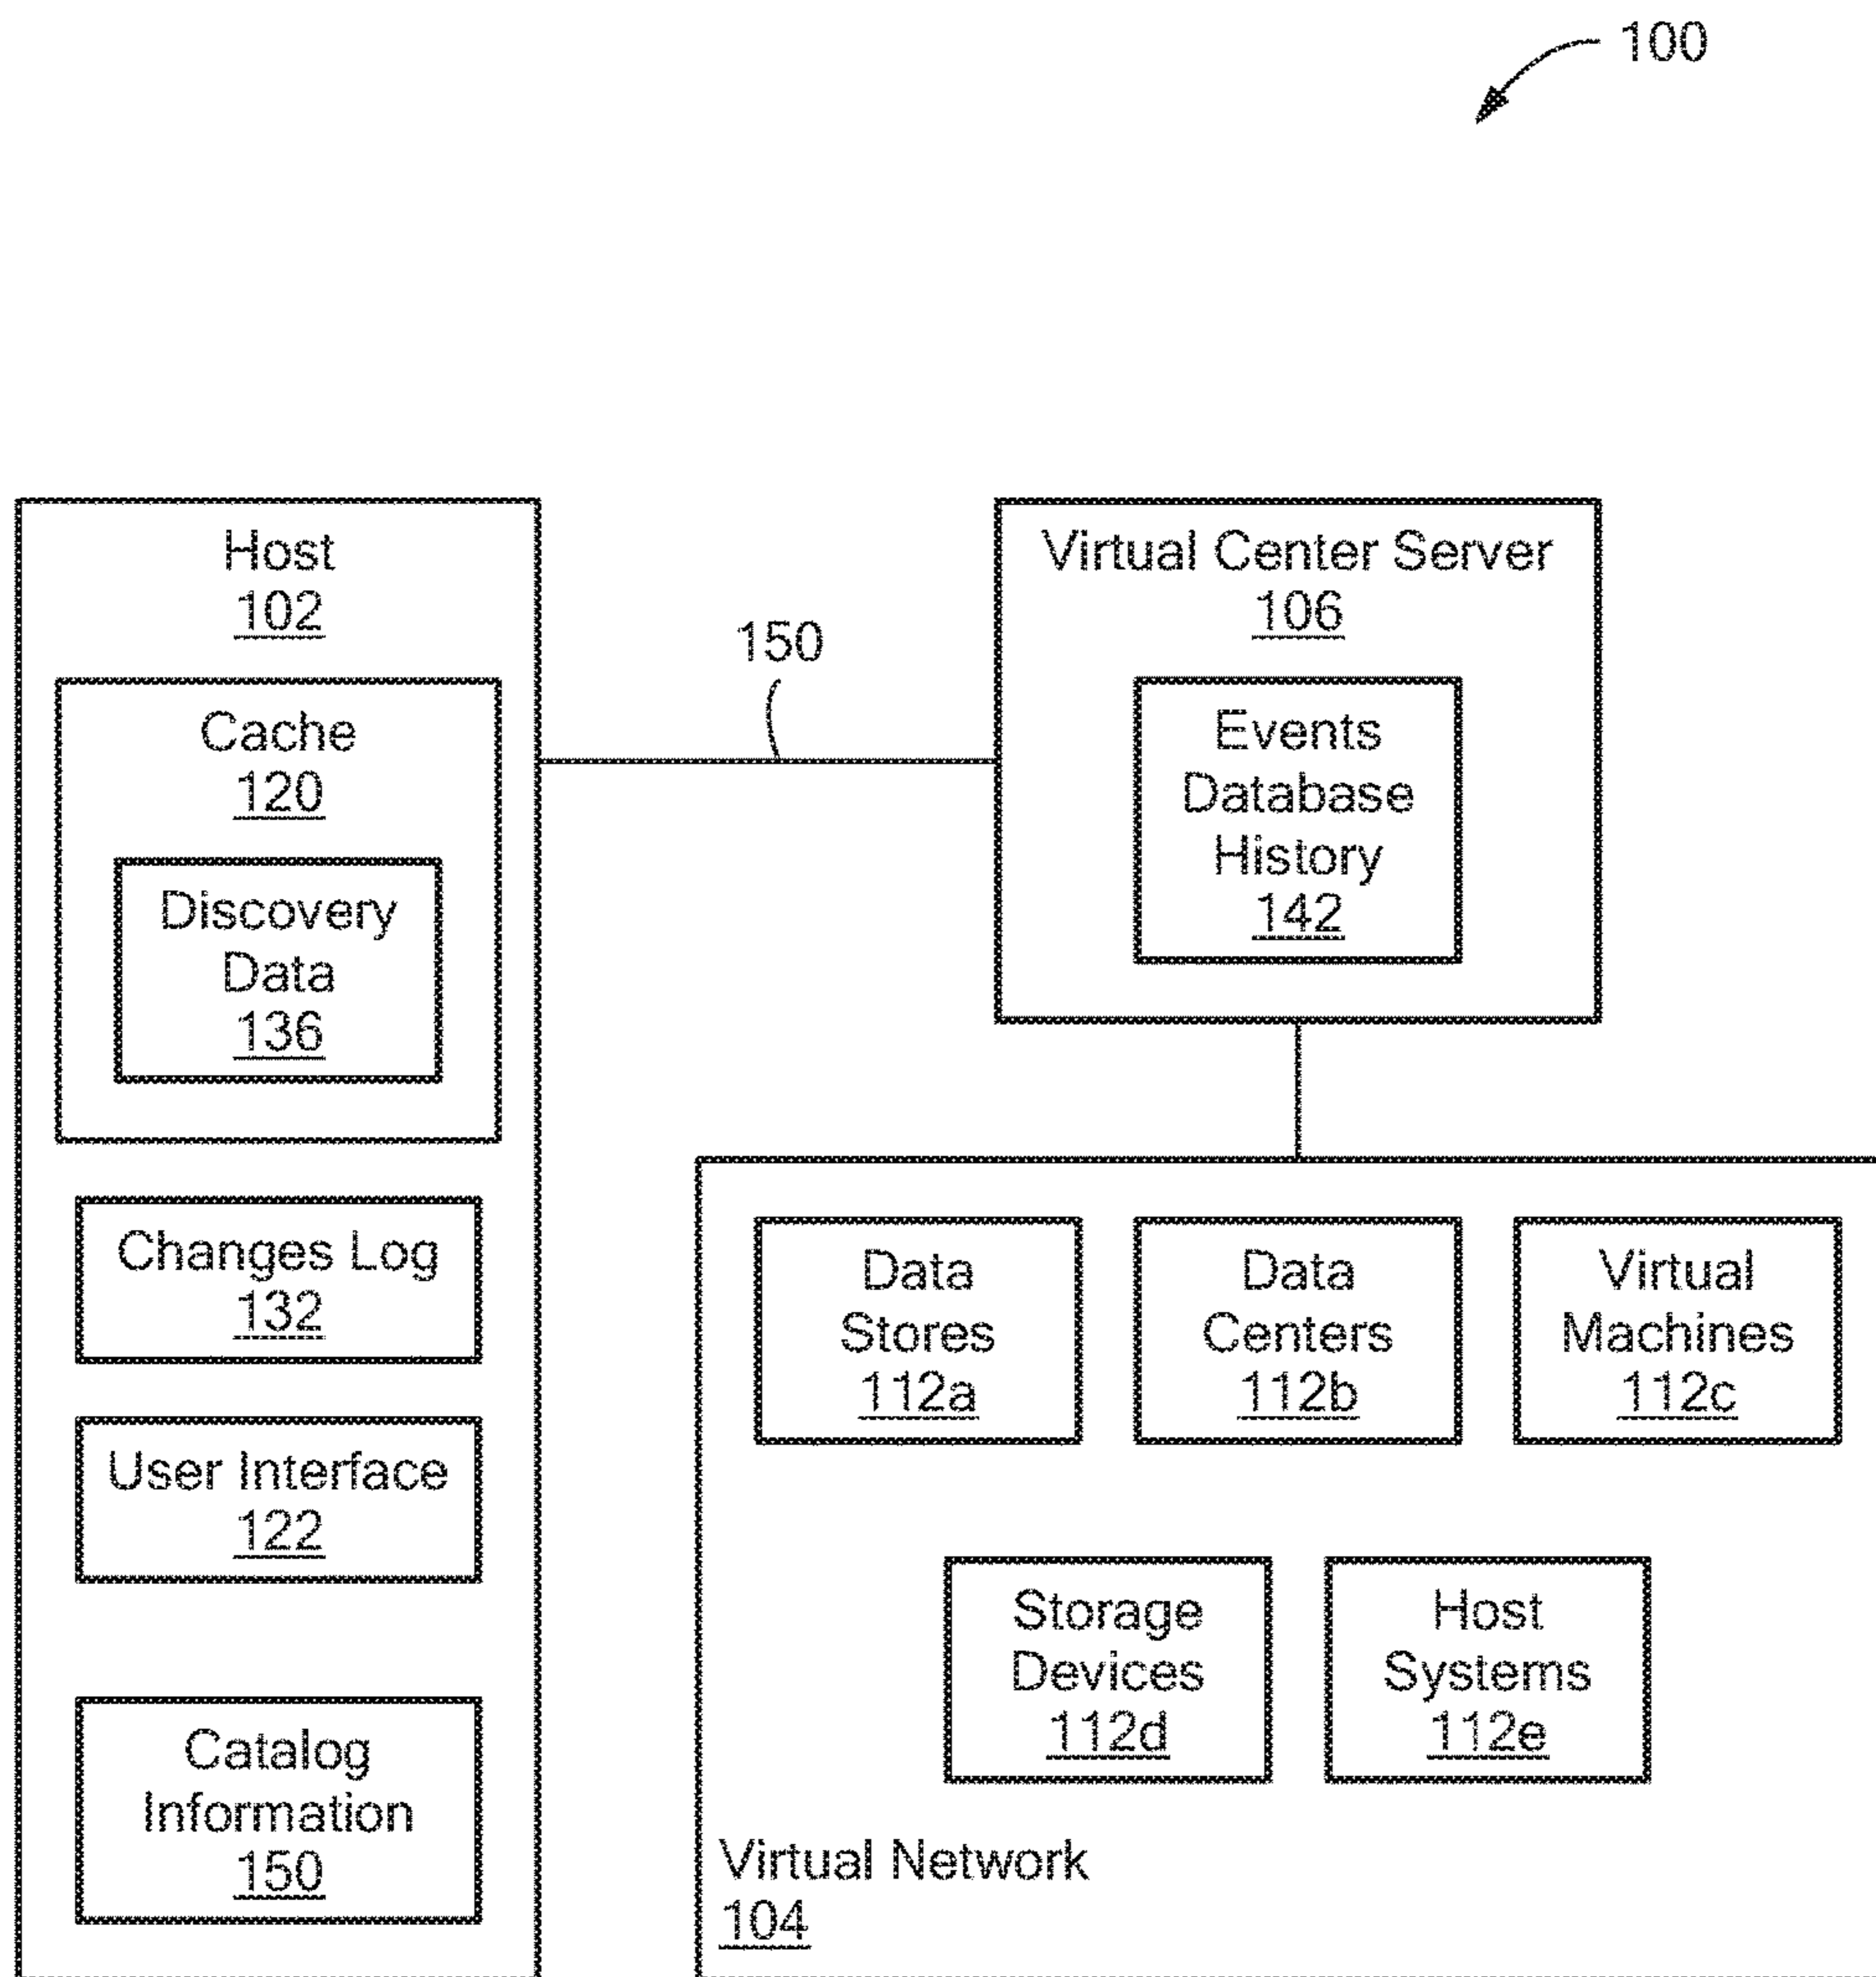 100
Host
102
Cache
120
Discovery
Data
136
Changes Log
132
User Interface
122
Catalog
Information
150
150
Virtual Center Server
106
Events
Database
History
142
Data
Stores
112a
Data
Centers
112b
Virtual
Machines
112c
Storage
Devices
112d
Host
Systems
112e
Virtual Network
104